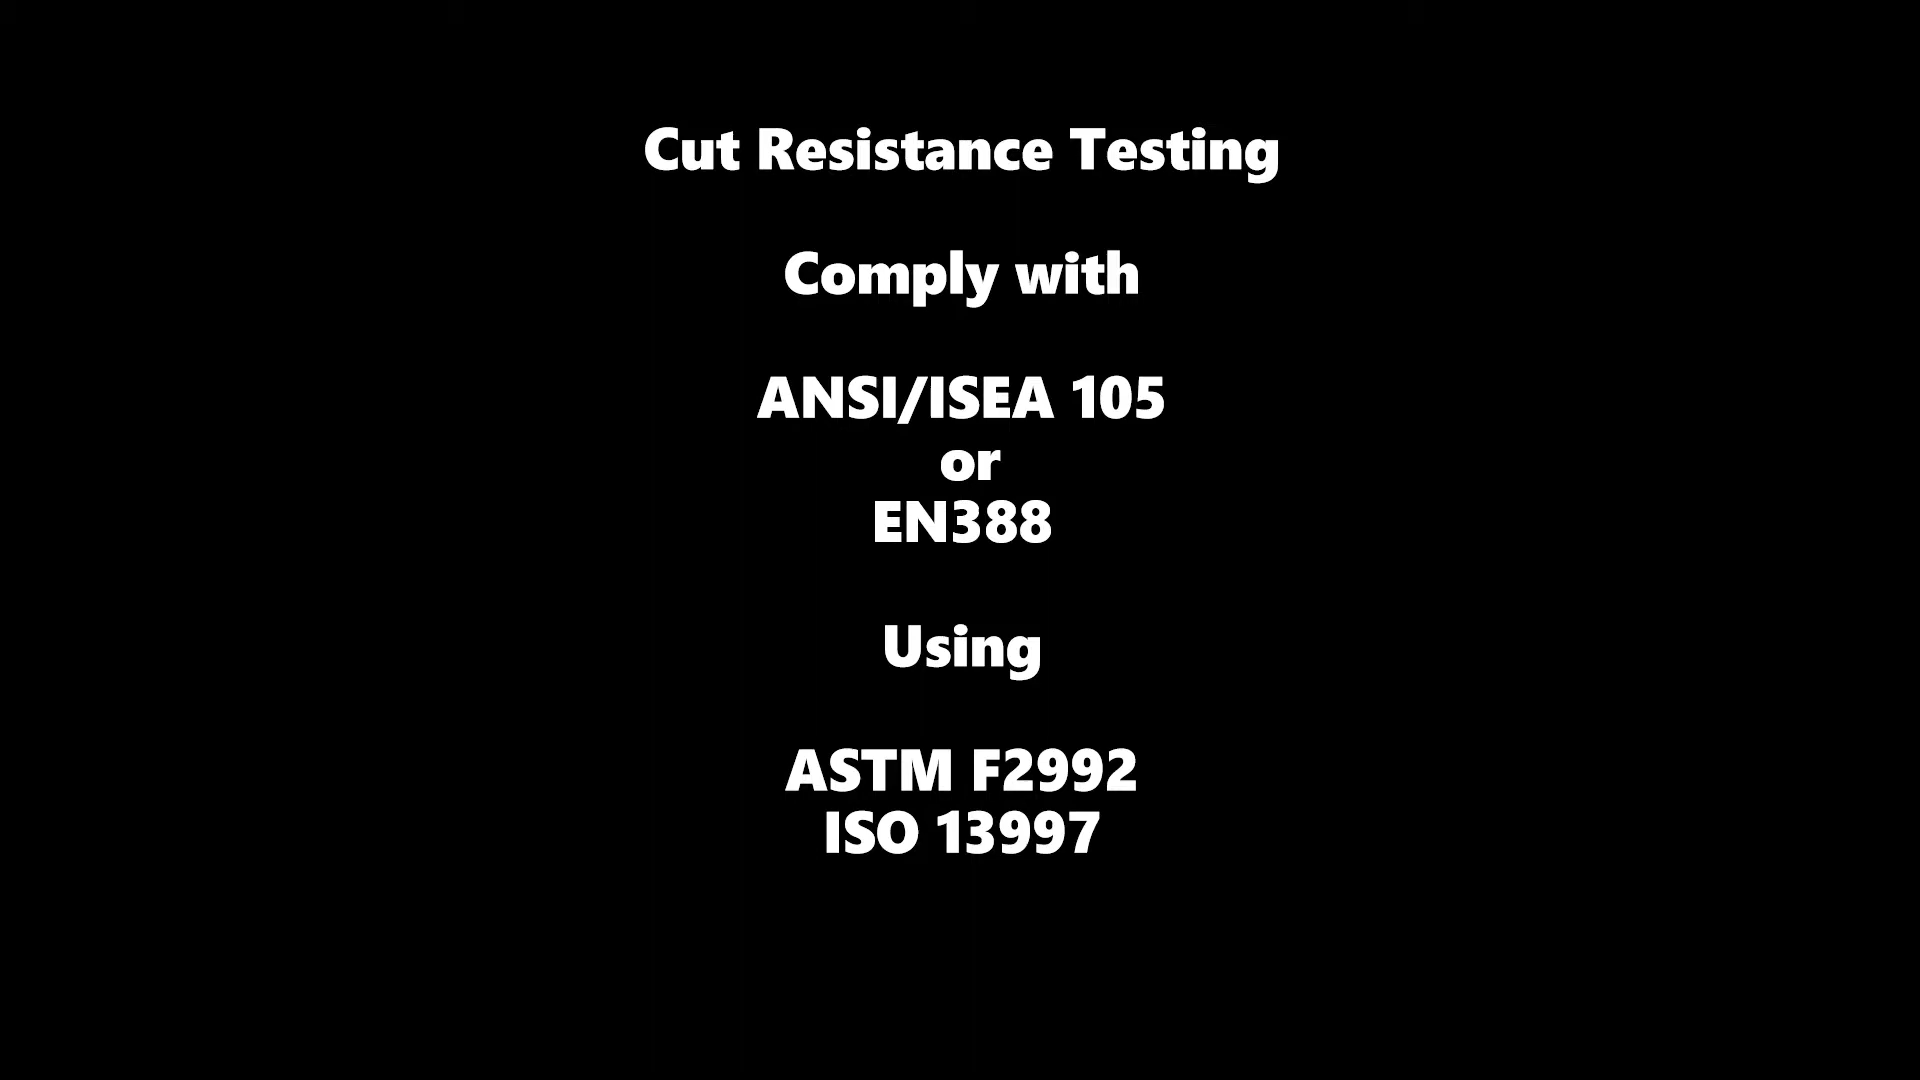 Cut Resistance Testing
Comply with
ANSI/ISEA 105
or
EN388
Using
ASTM F2992
ISO 13997